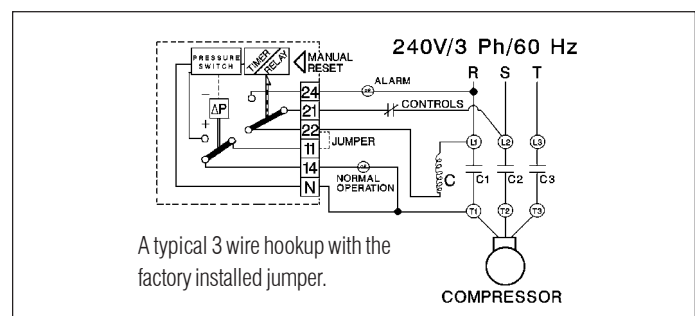 240V/3 Ph/60 Hz
R S T
PRESSURE
SWITCH
TIMER
RELAY
MANUAL
RESET
ALARM
24
21
CONTROLS
22
JUMPER
11
14
N
NORMAL
OPERATION
ΔP
−
+
L1 L2 L3
C C1 C2 C3
T1 T2 T3
A typical 3 wire hookup with the
factory installed jumper.
COMPRESSOR